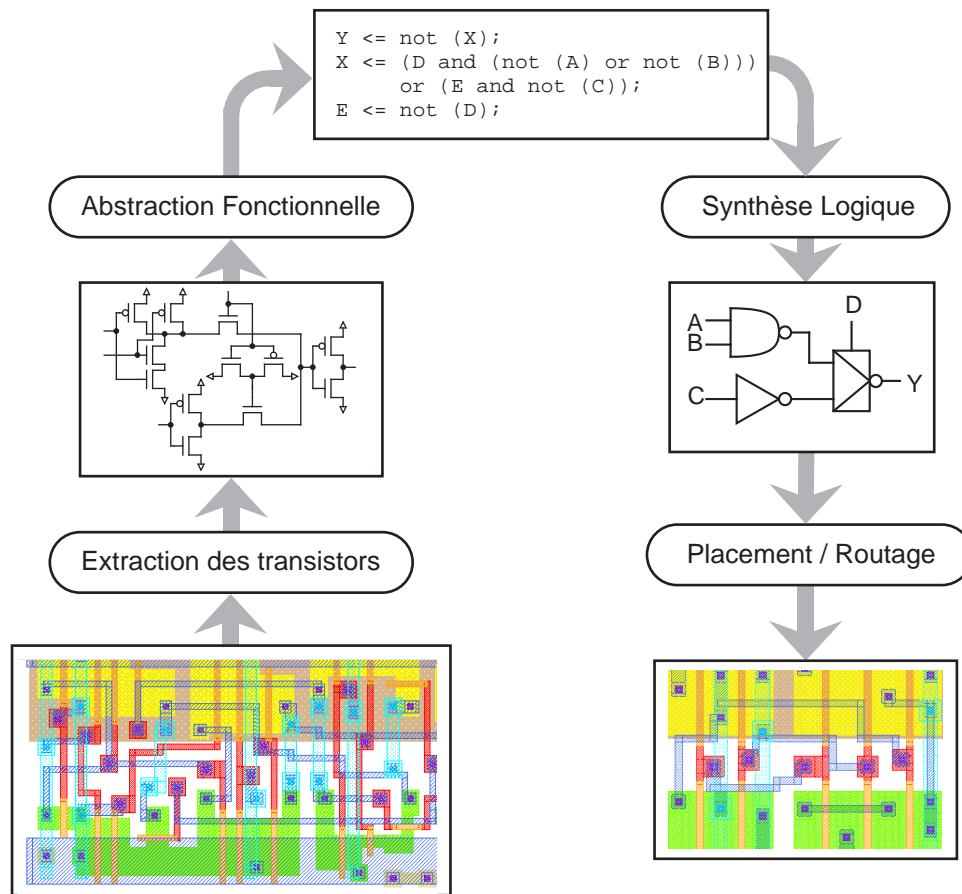 Y <= not (X);
X <= (D and (not (A) or not (B)))
or (E and not (C));
E <= not (D);
Abstraction Fonctionnelle
Synthèse Logique
D
A
B
C
Y
Extraction des transistors
Placement / Routage